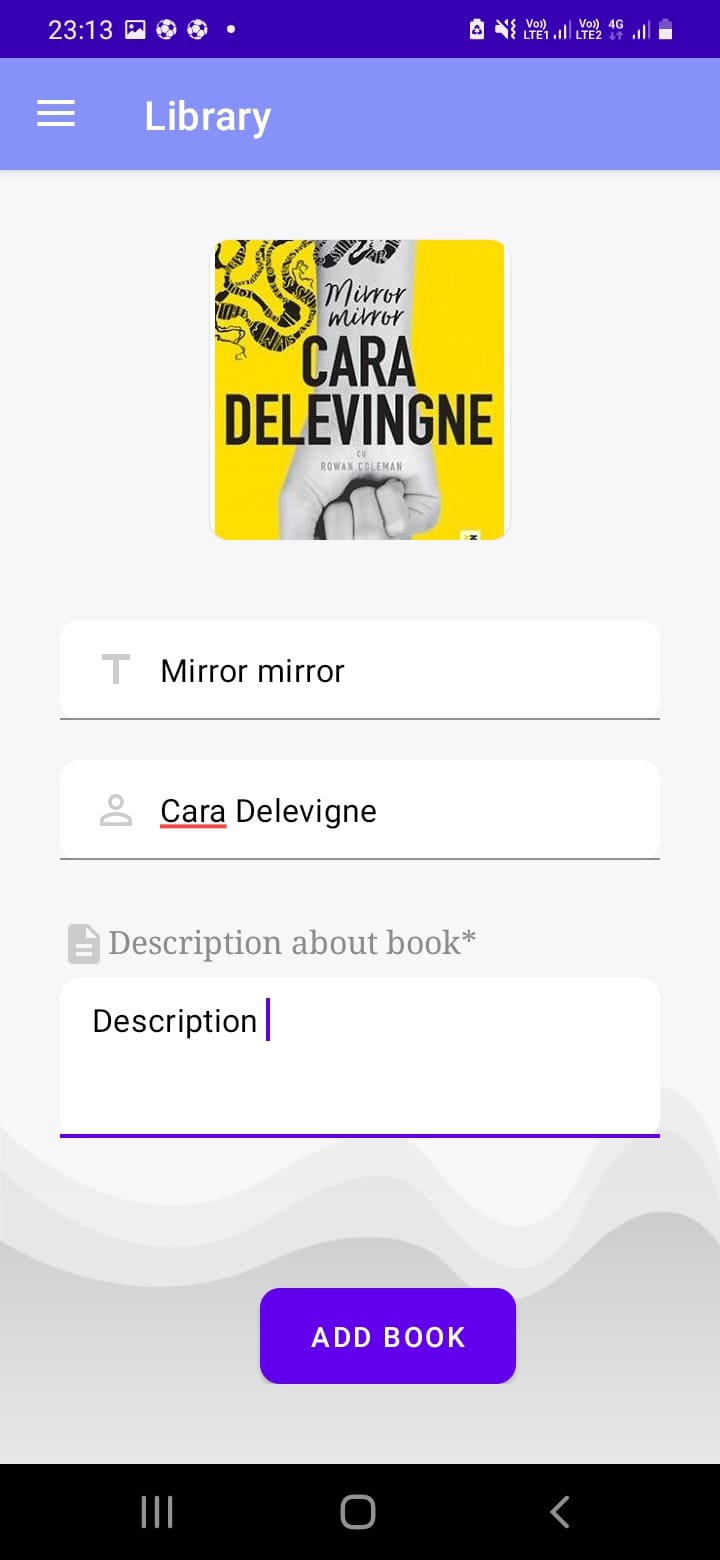 23:13
Vo)) LTE1 Vo)) LTE2 4G
Library
Mirror
mirror
CARA
DELEVINGNE
CU
ROWAN COLEMAN
Mirror mirror
Cara Delevigne
Description about book*
Description
ADD BOOK